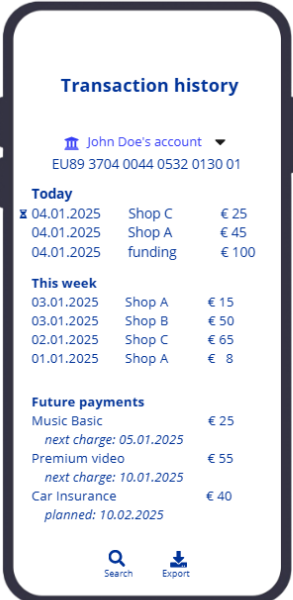 Transaction history
John Doe's account
EU89 3704 0044 0532 0130 01
Today
04.01.2025 Shop C € 25
04.01.2025 Shop A € 45
04.01.2025 funding € 100
This week
03.01.2025 Shop A € 15
03.01.2025 Shop B € 50
02.01.2025 Shop C € 65
01.01.2025 Shop A € 8
Future payments
Music Basic € 25
next charge: 05.01.2025
Premium video € 55
next charge: 10.01.2025
Car Insurance € 40
planned: 10.02.2025
Search Export